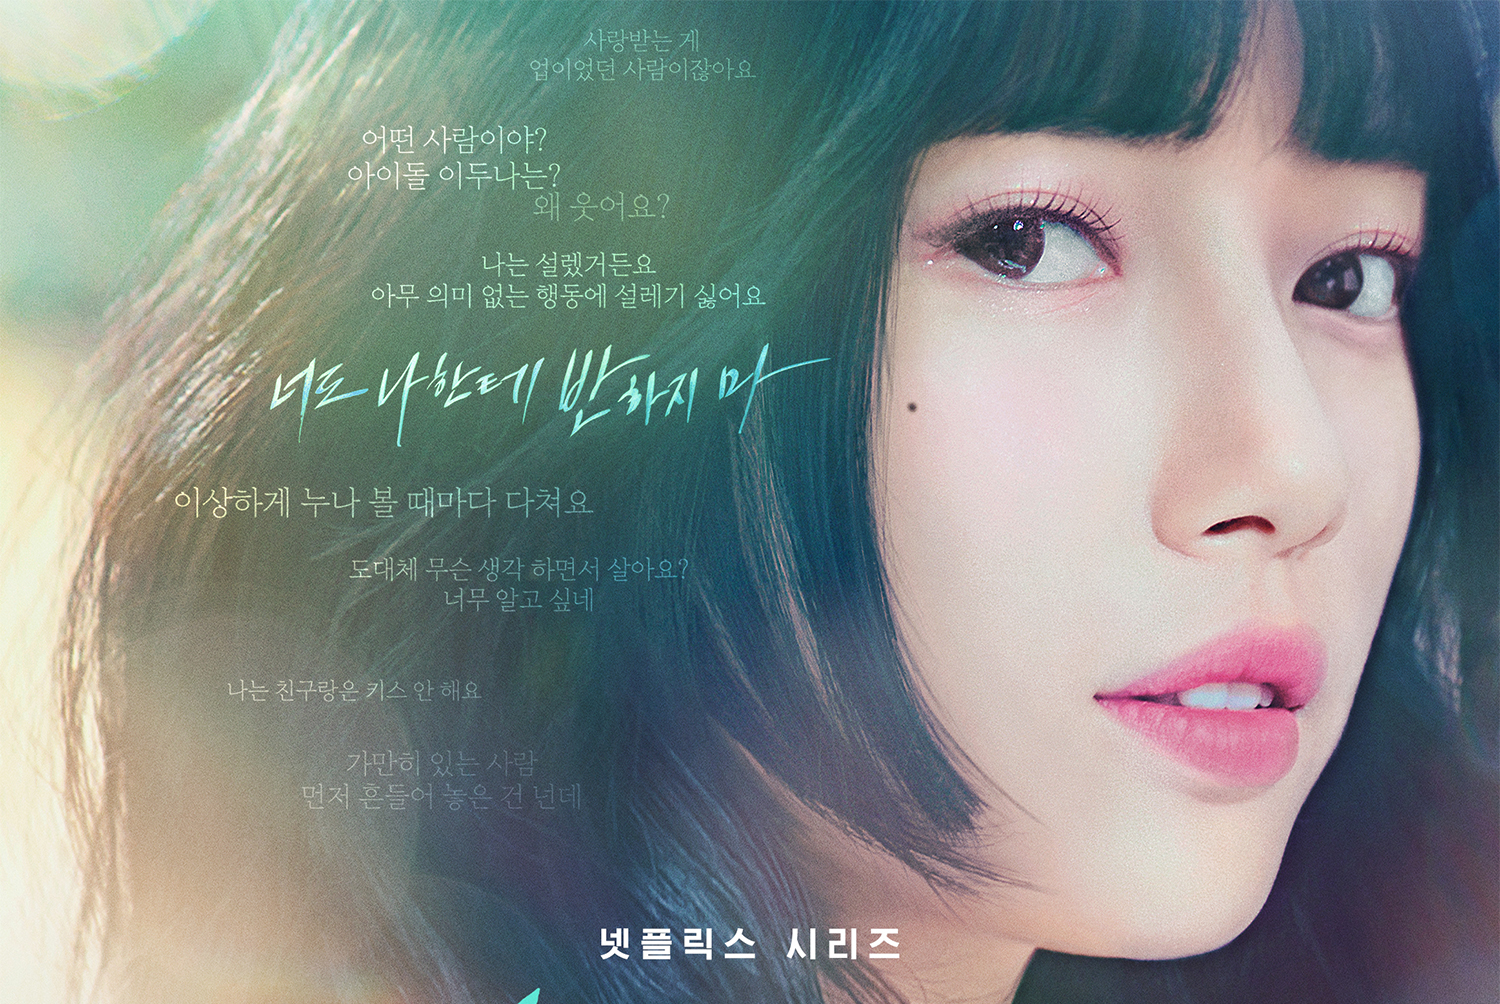 사랑받는 게
업이었던 사람이잖아요
어떤 사람이야?
아이돌 이두나는?
왜 웃어요?
나는 설렜거든요
아무 의미 없는 행동에 설레기 싫어요
너도 나한테 반하지 마
이상하게 누나 볼 때마다 다쳐요
도대체 무슨 생각 하면서 살아요?
너무 알고 싶네
나는 친구랑은 키스 안 해요
가만히 있는 사람
먼저 흔들어 놓은 건 넌데
넷플릭스 시리즈